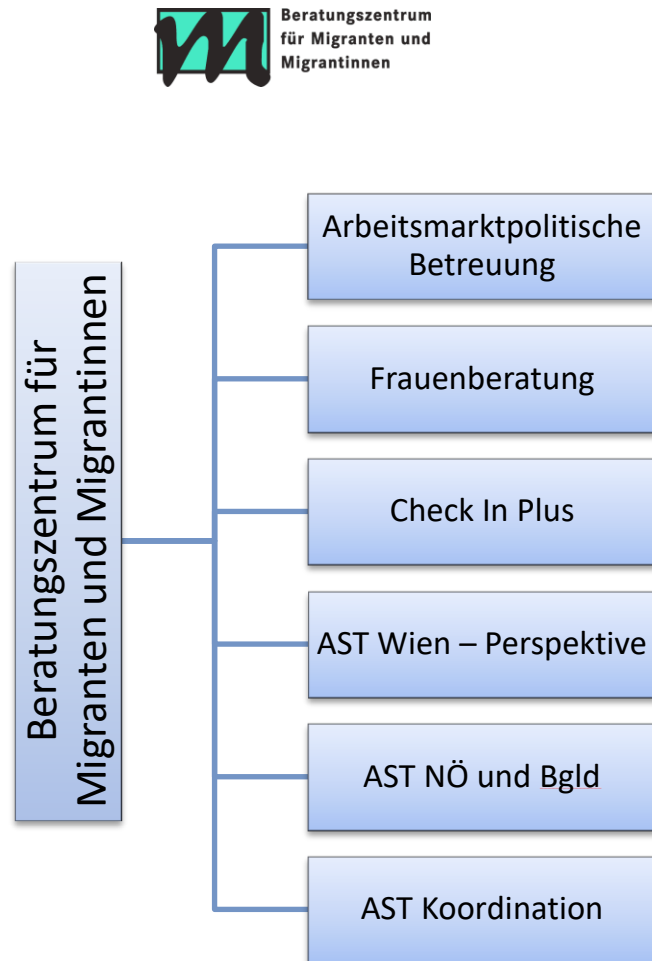 Beratungszentrum
für Migranten und
Migrantinnen
Beratungszentrum für
Migranten und Migrantinnen
Arbeitsmarktpolitische
Betreuung
Frauenberatung
Check In Plus
AST Wien – Perspektive
AST NÖ und Bgld
AST Koordination